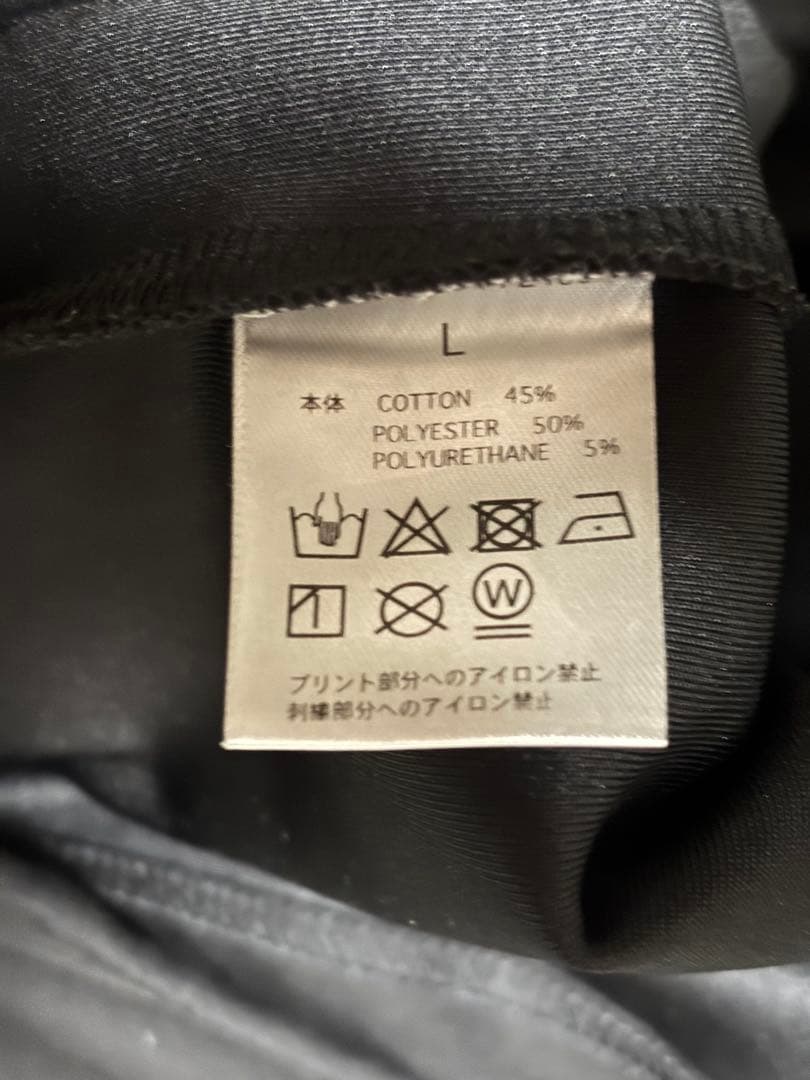 L
本体 COTTON 45%
POLYESTER 50%
POLYURETHANE 5%
W
プリント部分へのアイロン禁止
刺繍部分へのアイロン禁止